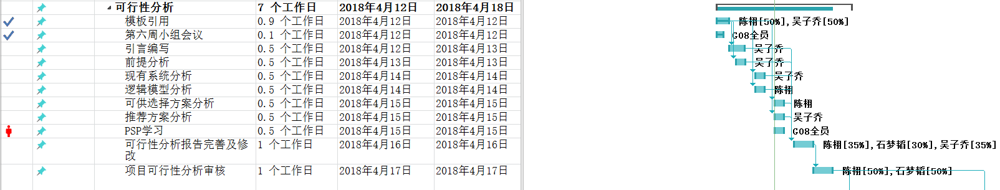 可行性分析 7 个工作日 2018年4月12日 2018年4月18日
模板引用 0.9 个工作日 2018年4月12日 2018年4月12日 陈栩[50%],吴子乔[50%]
第六周小组会议 0.1 个工作日 2018年4月12日 2018年4月12日 G08全员
引言编写 0.5 个工作日 2018年4月12日 2018年4月13日 吴子乔
前提分析 0.5 个工作日 2018年4月13日 2018年4月13日 吴子乔
现有系统分析 0.5 个工作日 2018年4月14日 2018年4月14日 吴子乔
逻辑模型分析 0.5 个工作日 2018年4月14日 2018年4月14日 陈栩
可供选择方案分析 0.5 个工作日 2018年4月15日 2018年4月15日 陈栩
推荐方案分析 0.5 个工作日 2018年4月15日 2018年4月15日 吴子乔
PSP学习 0.5 个工作日 2018年4月15日 2018年4月15日 G08全员
可行性分析报告完善及修 1 个工作日 2018年4月16日 2018年4月16日 陈栩[35%],石梦韬[30%],吴子乔[35%]
改
项目可行性分析审核 1 个工作日 2018年4月17日 2018年4月17日 陈栩[50%],石梦韬[50%]